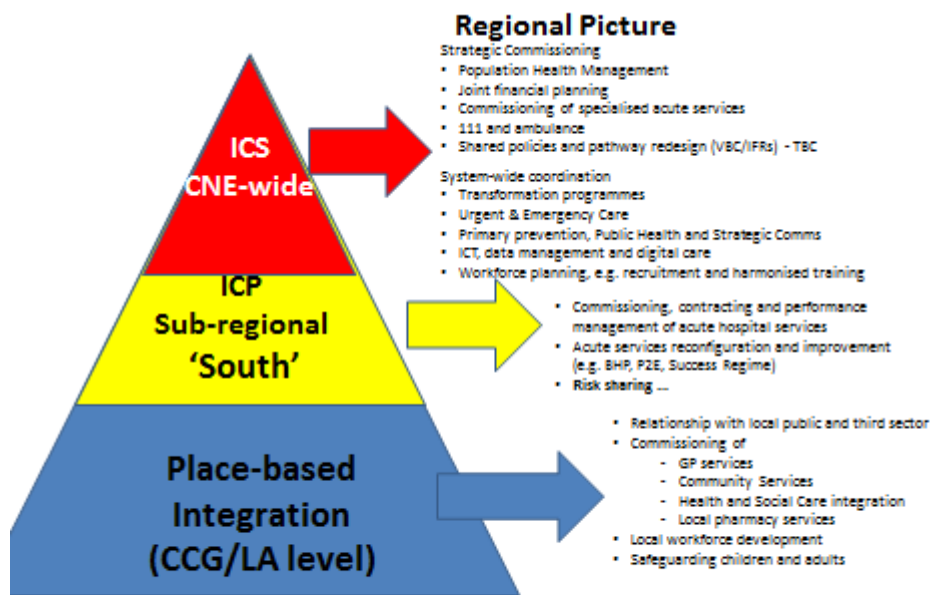 Regional Picture
Strategic Commissioning
• Population Health Management
• Joint financial planning
• Commissioning of specialised acute services
• 111 and ambulance
• Shared policies and pathway redesign (VBC/IFRs) - TBC
System-wide coordination
• Transformation programmes
• Urgent & Emergency Care
• Primary prevention, Public Health and Strategic Comms
• ICT, data management and digital care
• Workforce planning, e.g. recruitment and harmonised training
ICS
CNE-wide
ICP
Sub-regional
‘South’
• Commissioning, contracting and performance
management of acute hospital services
• Acute services reconfiguration and improvement
(e.g. BHP, P2E, Success Regime)
• Risk sharing ...
Place-based
Integration
(CCG/LA level)
• Relationship with local public and third sector
• Commissioning of
- GP services
- Community Services
- Health and Social Care integration
- Local pharmacy services
• Local workforce development
• Safeguarding children and adults